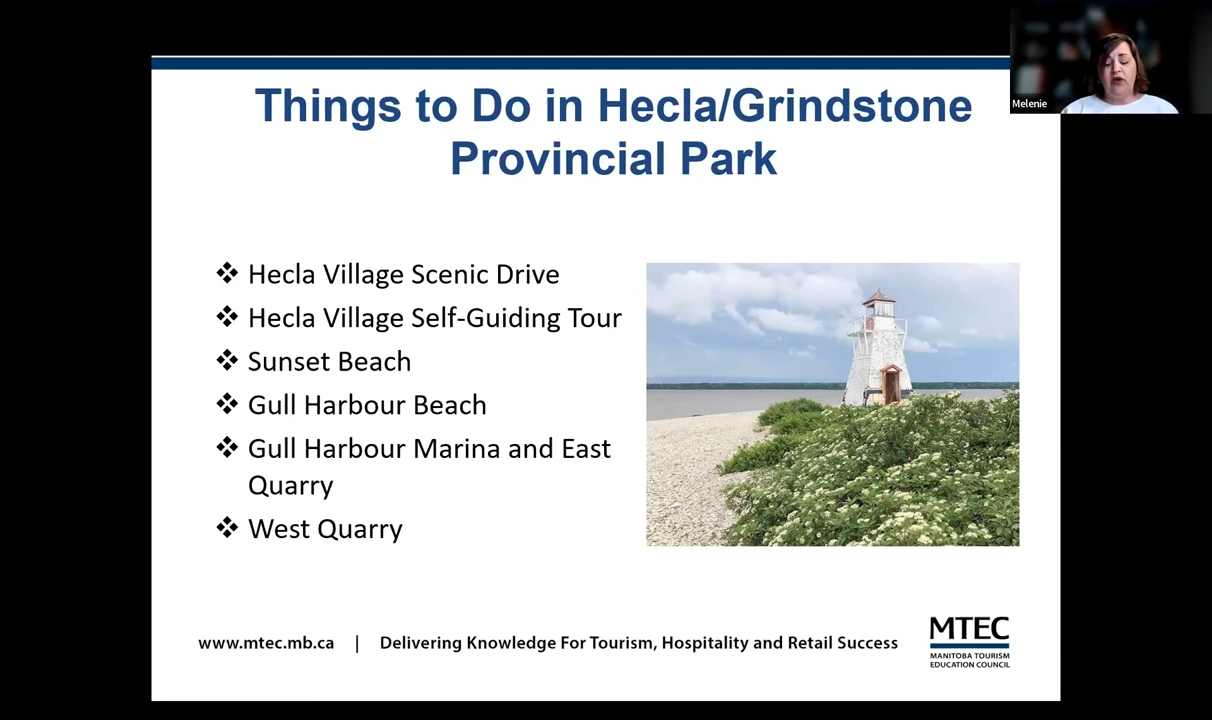 Things to Do in Hecla/Grindstone
Provincial Park
Melenie
❖ Hecla Village Scenic Drive
❖ Hecla Village Self-Guiding Tour
❖ Sunset Beach
❖ Gull Harbour Beach
❖ Gull Harbour Marina and East
Quarry
❖ West Quarry
www.mtec.mb.ca | Delivering Knowledge For Tourism, Hospitality and Retail Success
MTEC
MANITOBA TOURISM
EDUCATION COUNCIL